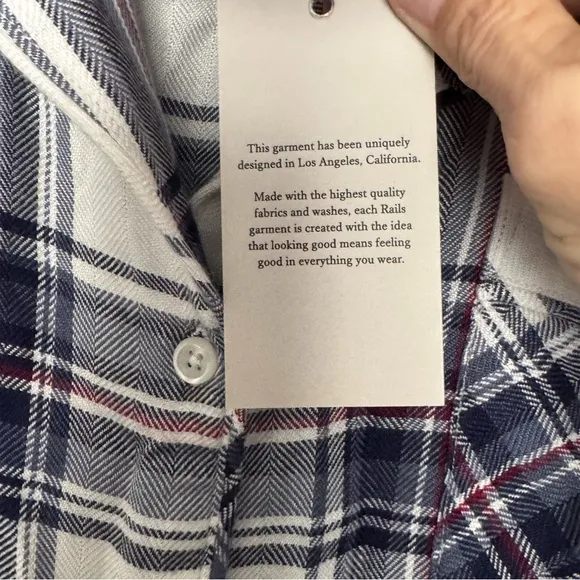 This garment has been uniquely
designed in Los Angeles, California.
Made with the highest quality
fabrics and washes, each Rails
garment is created with the idea
that looking good means feeling
good in everything you wear.